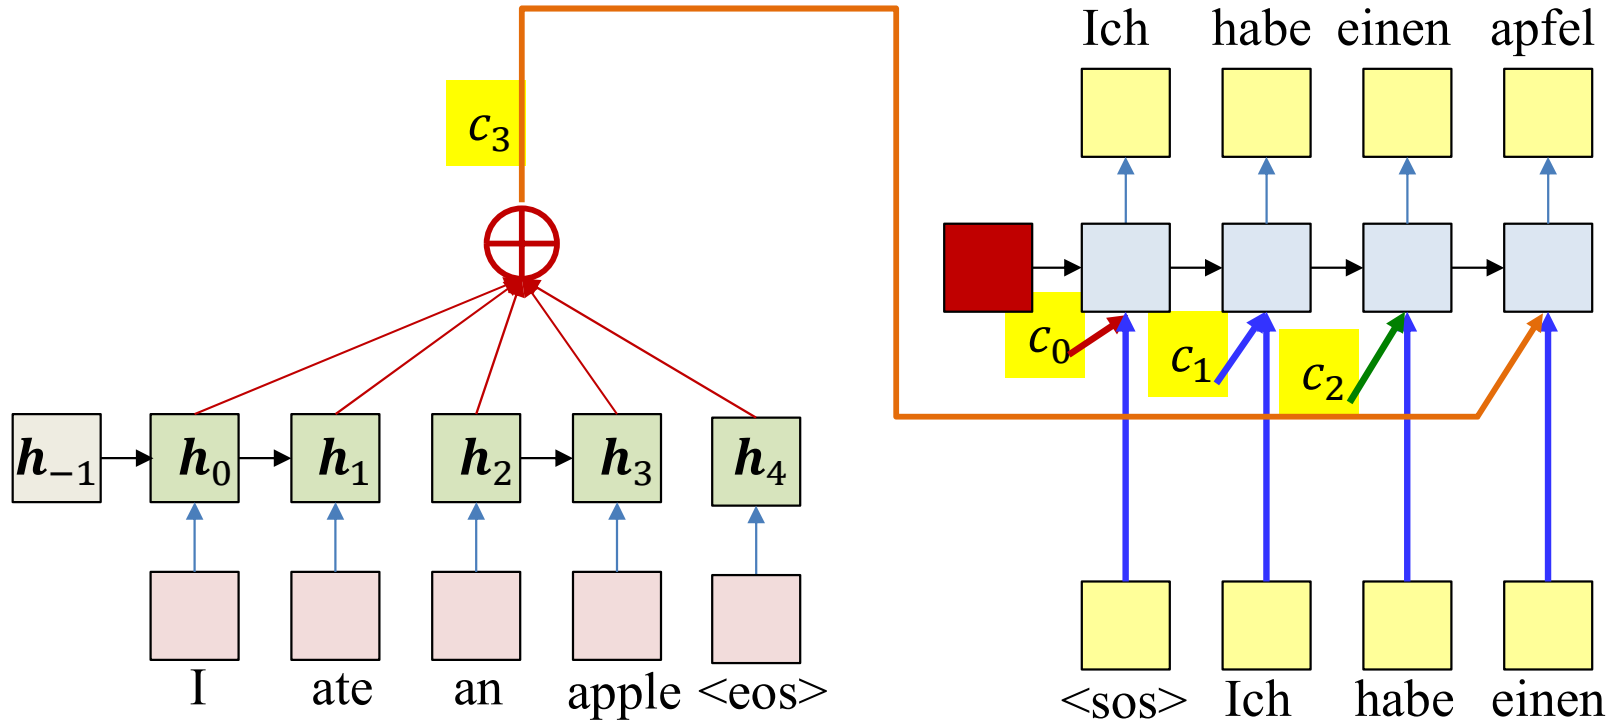 Ich habe einen apfel
c₃
c₀ c₁ c₂
h₋₁ h₀ h₁ h₂ h₃ h₄
I ate an apple <eos>
<sos> Ich habe einen